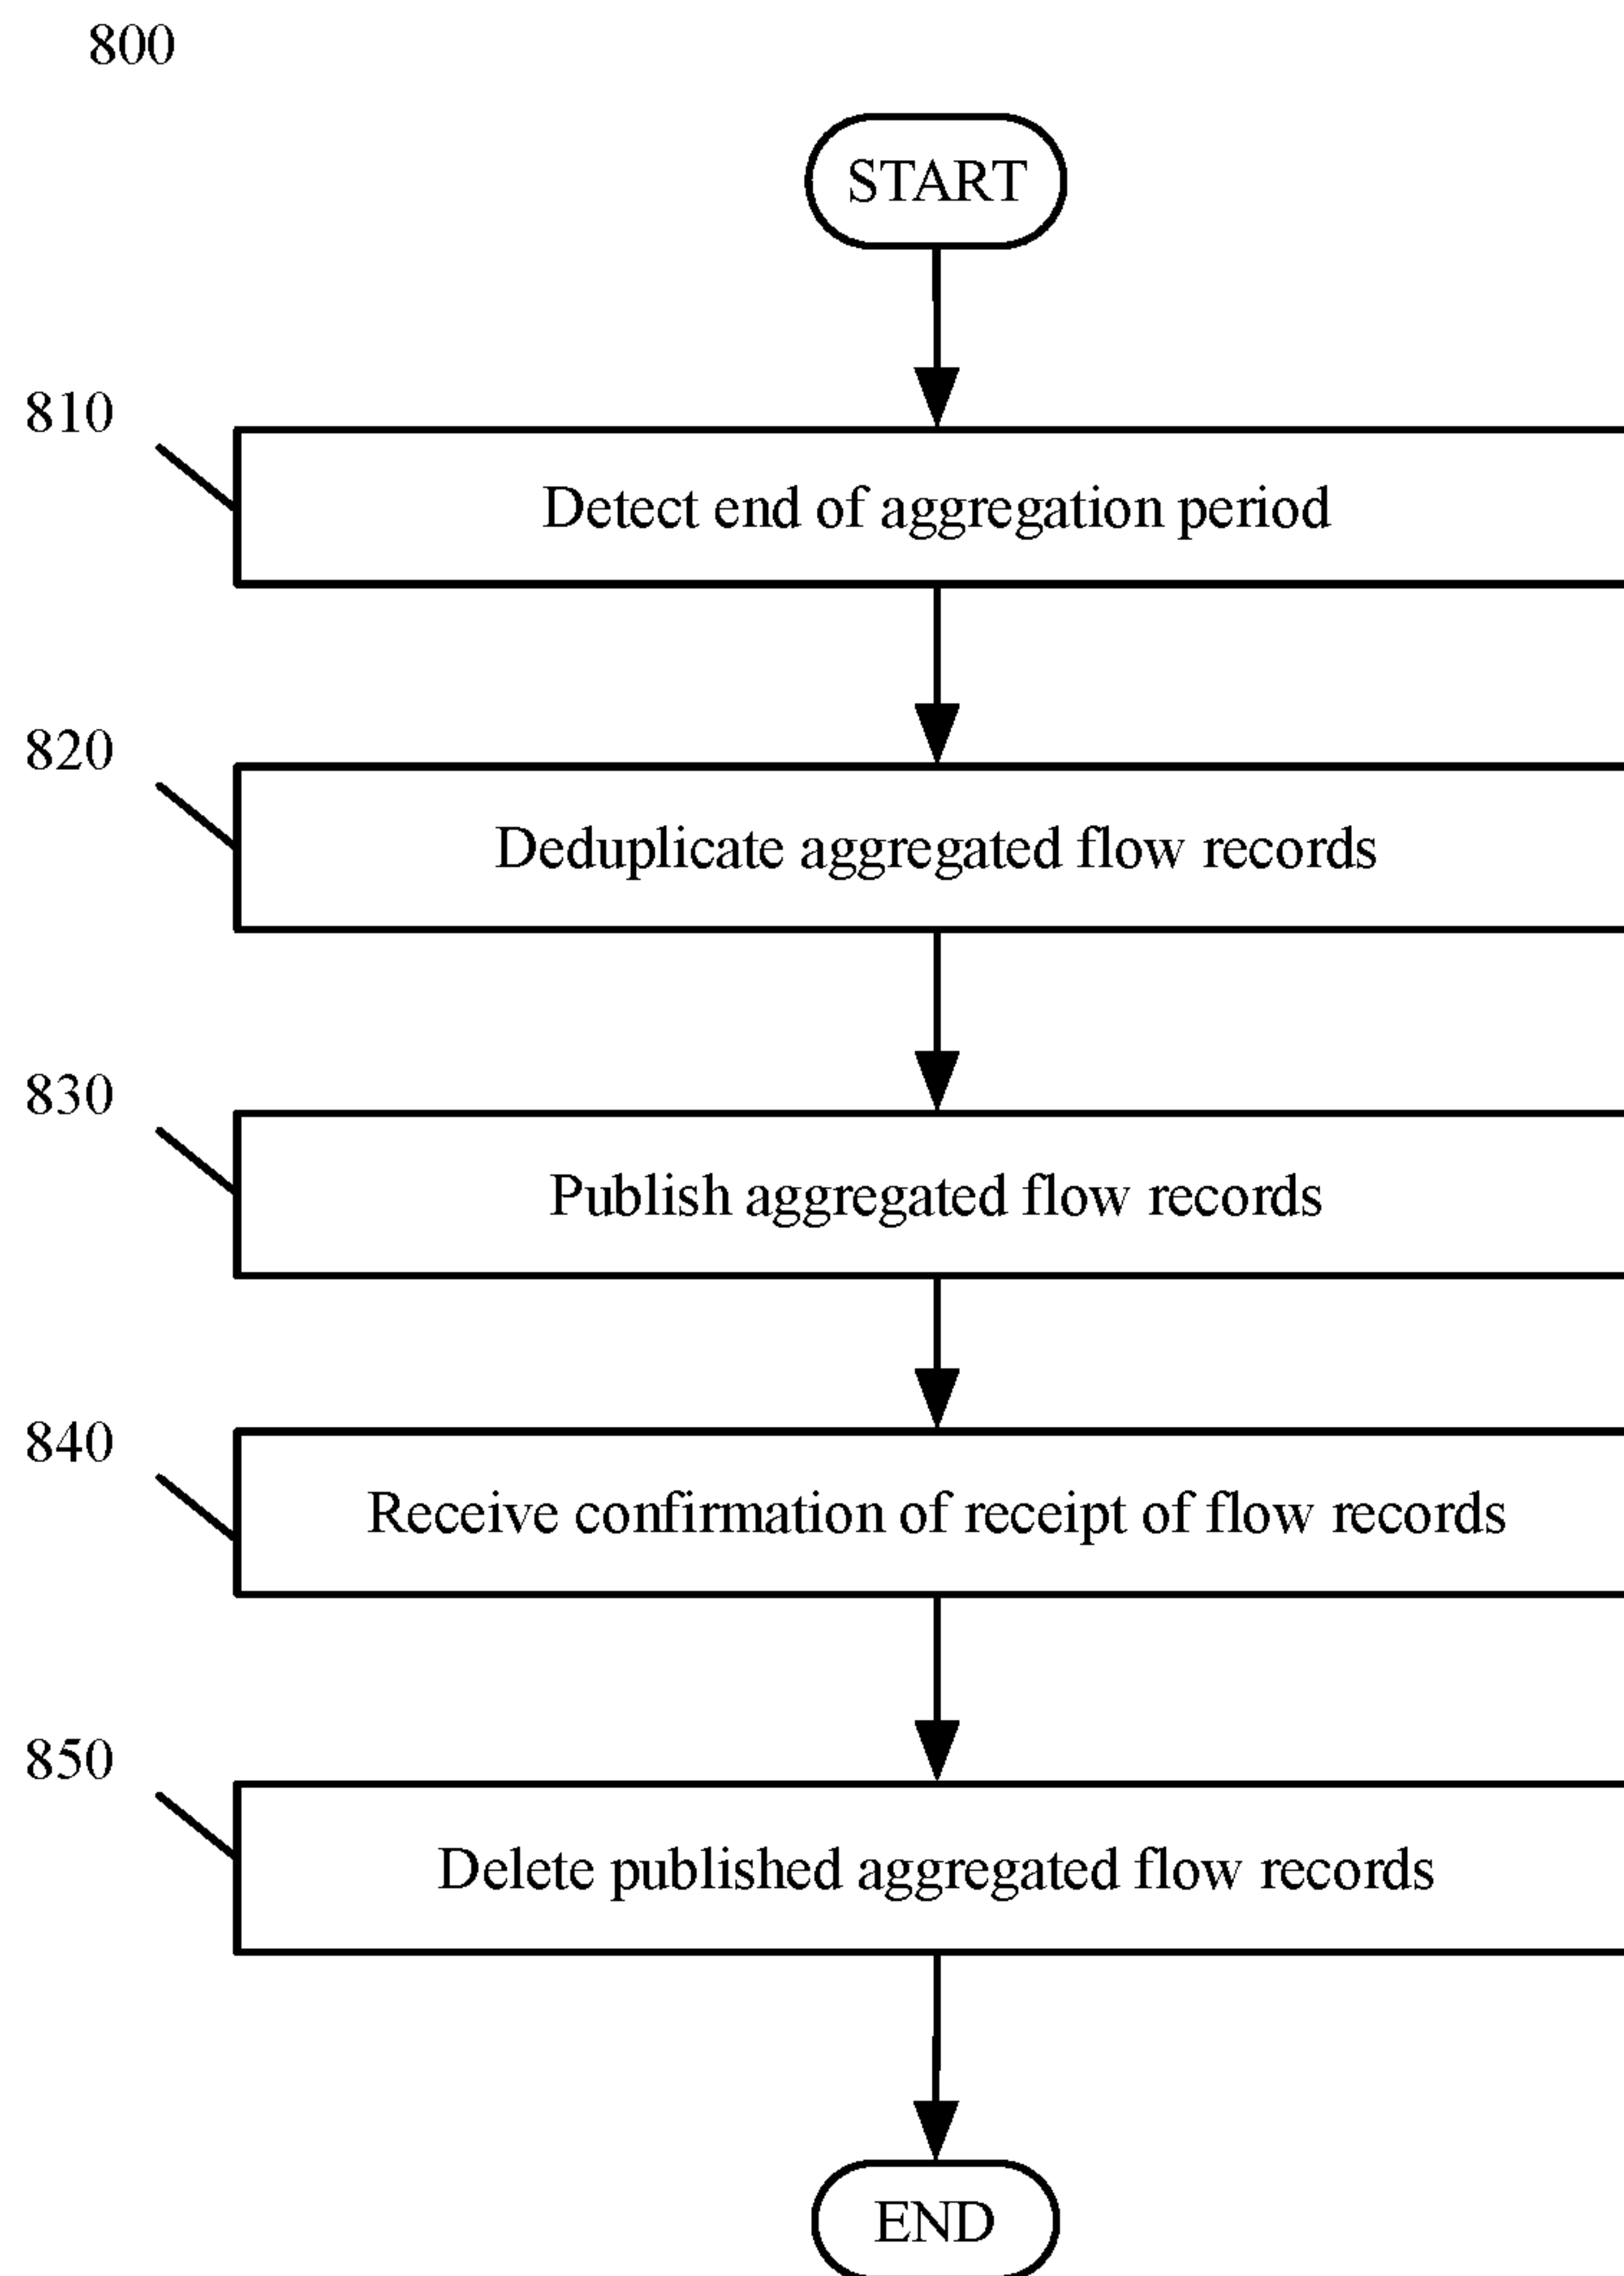 800
START
810
Detect end of aggregation period
820
Deduplicate aggregated flow records
830
Publish aggregated flow records
840
Receive confirmation of receipt of flow records
850
Delete published aggregated flow records
END